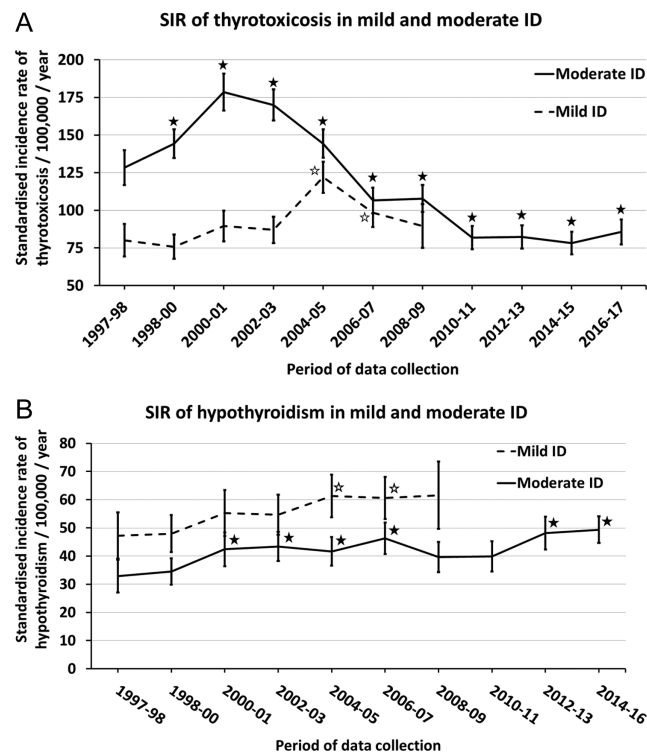 A
SIR of thyrotoxicosis in mild and moderate ID
Standardised incidence rate of
thyrotoxicosis / 100,000 / year
200
175
150
125
100
75
50
Moderate ID
Mild ID
1997-98
1998-00
2000-01
2002-03
2004-05
2006-07
2008-09
2010-11
2012-13
2014-15
2016-17
Period of data collection
B
SIR of hypothyroidism in mild and moderate ID
Standardised incidence rate of
hypothyroidism / 100,000 / year
80
70
60
50
40
30
20
10
0
Mild ID
Moderate ID
1997-98
1998-00
2000-01
2002-03
2004-05
2006-07
2008-09
2010-11
2012-13
2014-16
Period of data collection